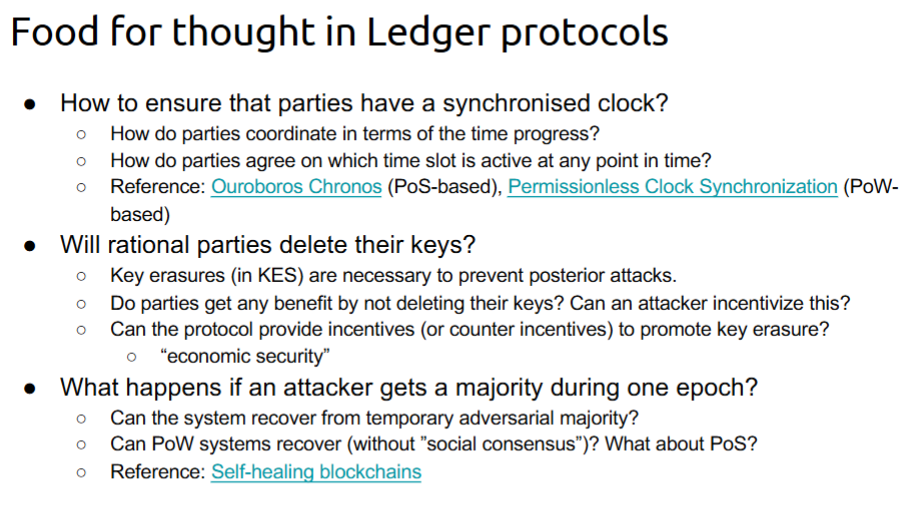 Food for thought in Ledger protocols
● How to ensure that parties have a synchronised clock?
○ How do parties coordinate in terms of the time progress?
○ How do parties agree on which time slot is active at any point in time?
○ Reference: Ouroboros Chronos (PoS-based), Permissionless Clock Synchronization (PoW-
based)
● Will rational parties delete their keys?
○ Key erasures (in KES) are necessary to prevent posterior attacks.
○ Do parties get any benefit by not deleting their keys? Can an attacker incentivize this?
○ Can the protocol provide incentives (or counter incentives) to promote key erasure?
○ “economic security”
● What happens if an attacker gets a majority during one epoch?
○ Can the system recover from temporary adversarial majority?
○ Can PoW systems recover (without ”social consensus”)? What about PoS?
○ Reference: Self-healing blockchains